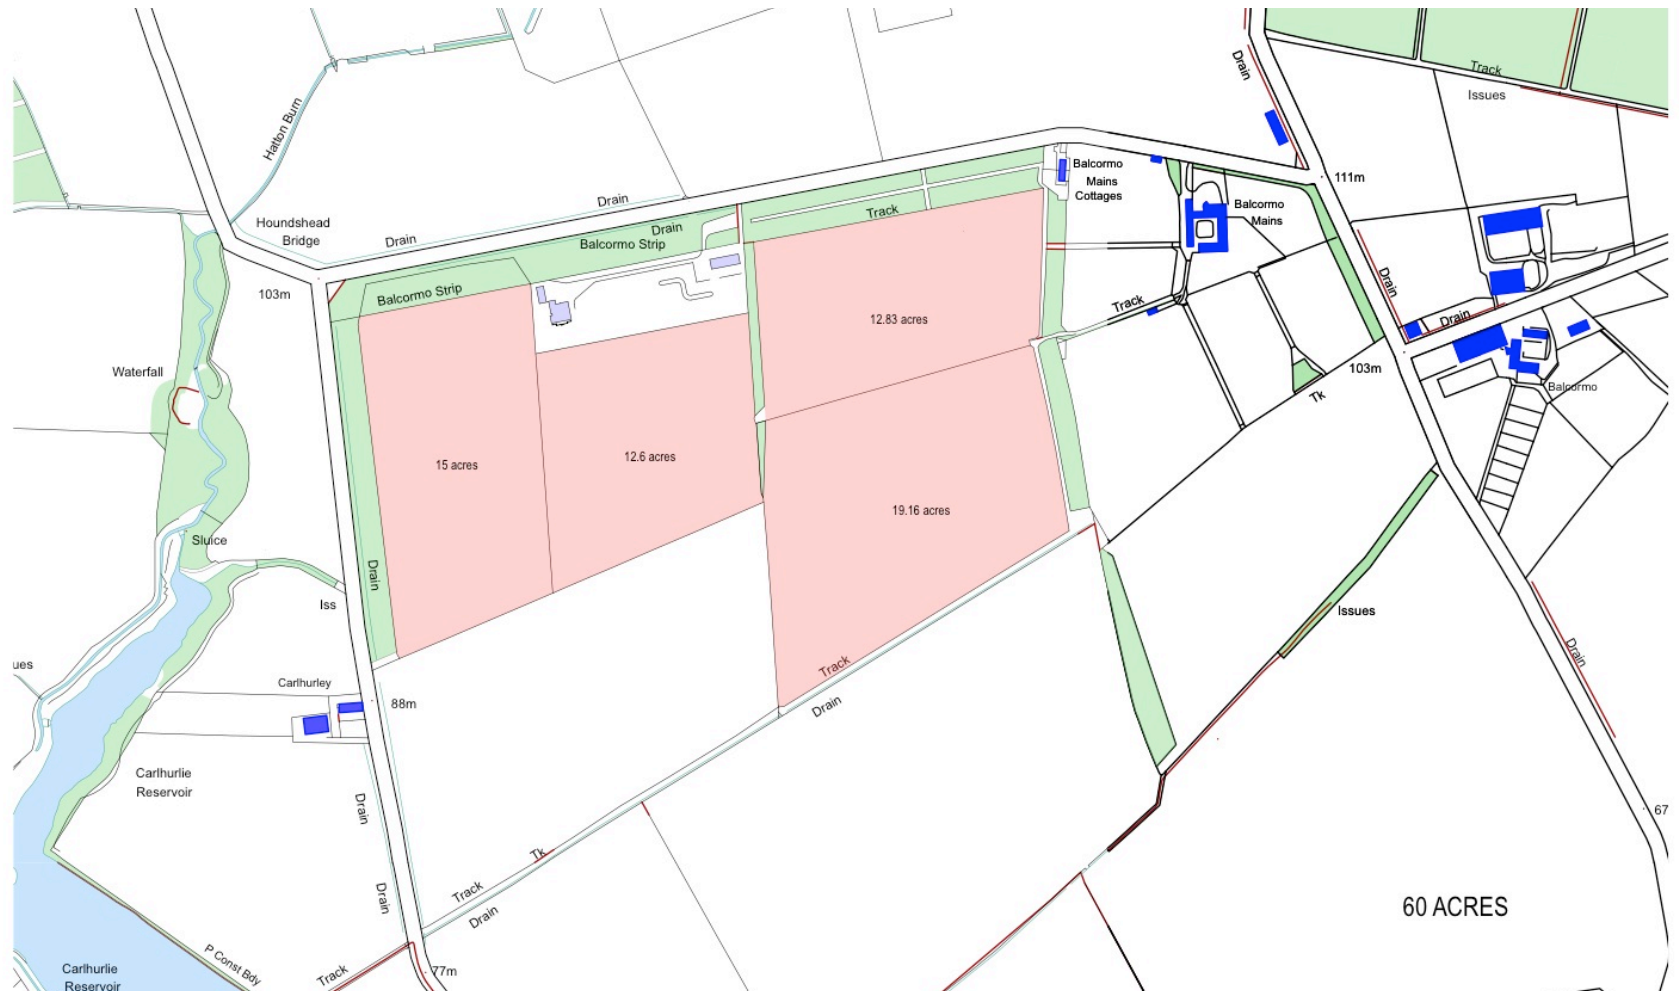 Track
Issues
Drain
Hatton Burn
Balcormo
Mains
Cottages
111m
Drain
Houndshead
Bridge
Drain
Drain
Track
Balcormo
Mains
Balcormo Strip
103m
Balcormo Strip
Drain
Track
Drain
12.83 acres
Waterfall
103m
Balcormo
Tk
15 acres
12.6 acres
19.16 acres
Sluice
Drain
Iss
Issues
ues
Track
Drain
Carlhurley
88m
Drain
Carlhurlie
Reservoir
Drain
67
Tk
Track
Drain
Drain
60 ACRES
P Const Bdy
Track
77m
Carlhurlie
Reservoir